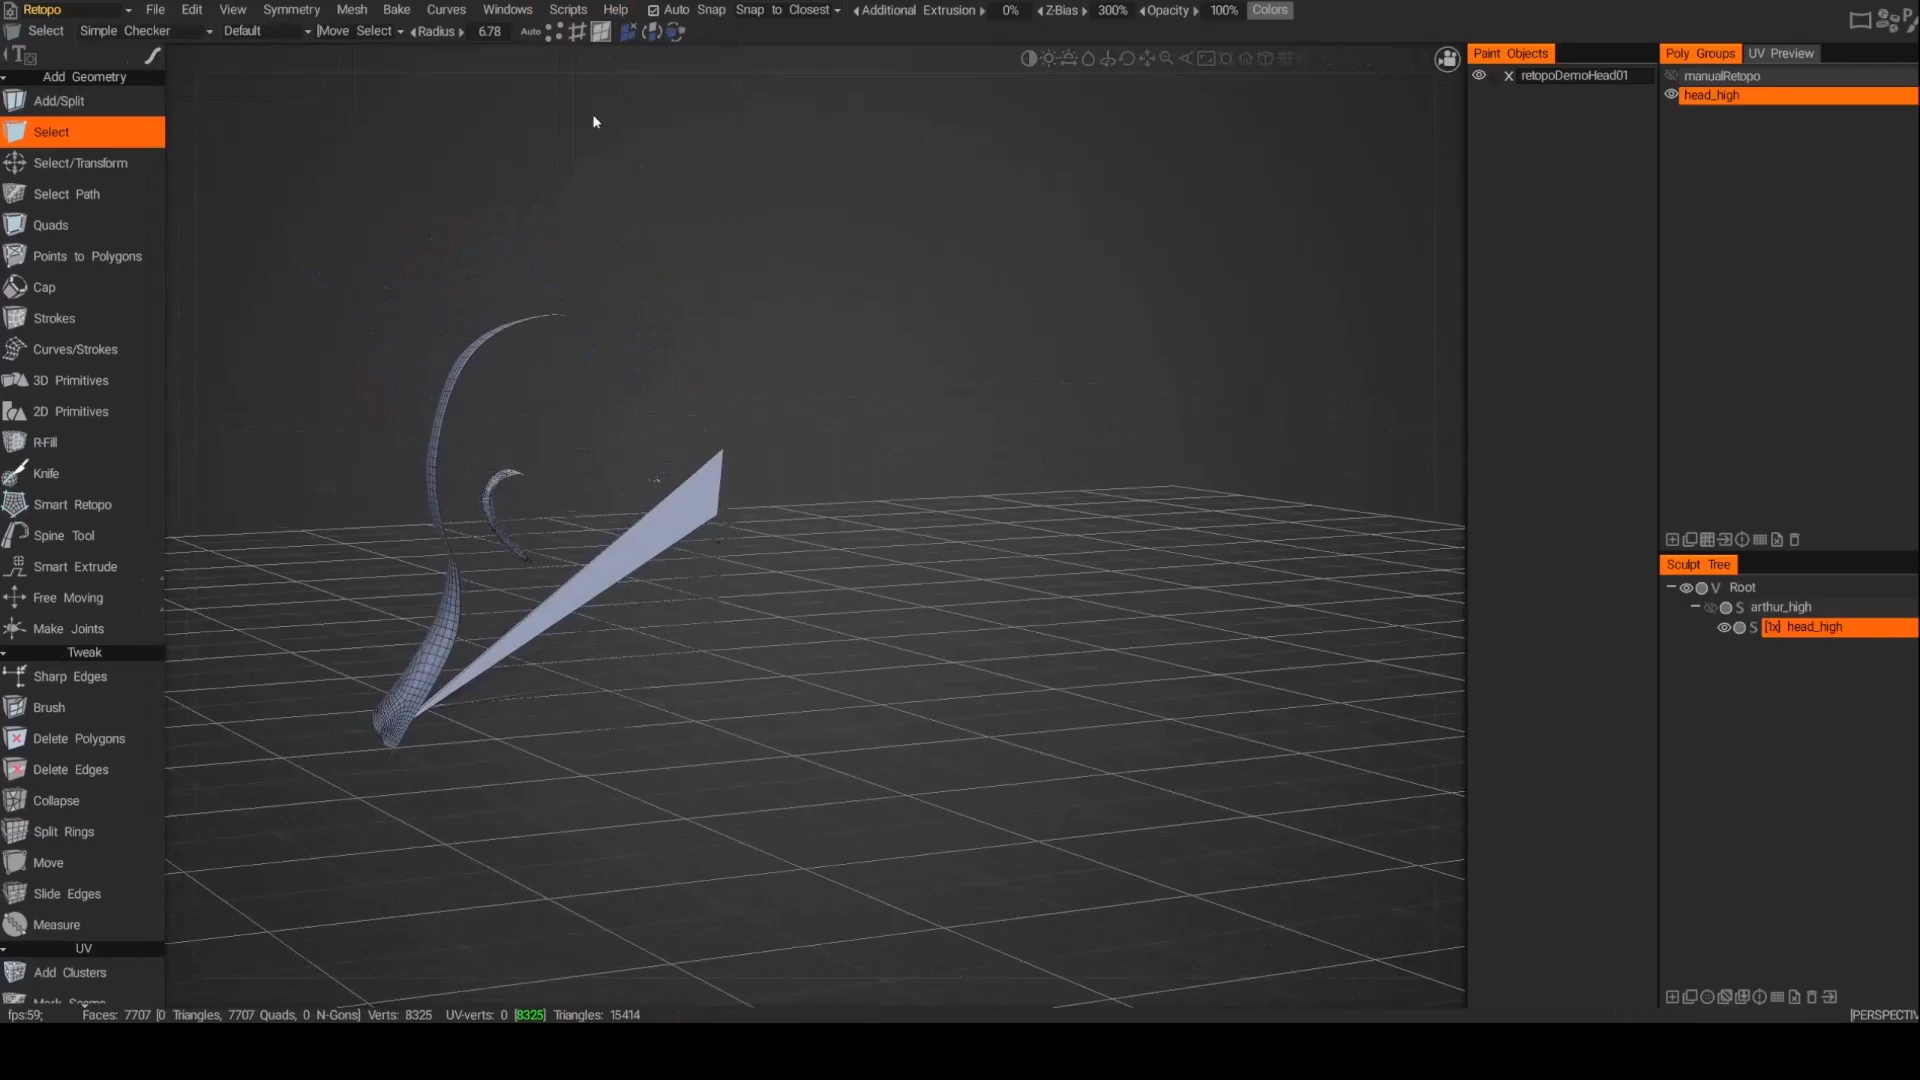 Retopo File Edit View Symmetry Mesh Bake Curves Windows Scripts Help Auto Snap Snap to Closest Additional Extrusion 0% Z-Bias 300% Opacity 100% Colors
Select Simple Checker Default Move Select Radius 6.78 Auto
Add Geometry
Add/Split
Select
Select/Transform
Select Path
Quads
Points to Polygons
Cap
Strokes
Curves/Strokes
3D Primitives
2D Primitives
R-Fill
Knife
Smart Retopo
Spine Tool
Smart Extrude
Free Moving
Make Joints
Tweak
Sharp Edges
Brush
Delete Polygons
Delete Edges
Collapse
Split Rings
Move
Slide Edges
Measure
UV
Add Clusters
fps:59; Faces: 7707 [0 Triangles, 7707 Quads, 0 N-Gons] Verts: 8325 UV-verts: 0 [8325] Triangles: 15414
Paint Objects
X retopoDemoHead01
Poly Groups UV Preview
manualRetopo
head_high
Sculpt Tree
V Root
S arthur_high
S [1x] head_high
[PERSPECTIV